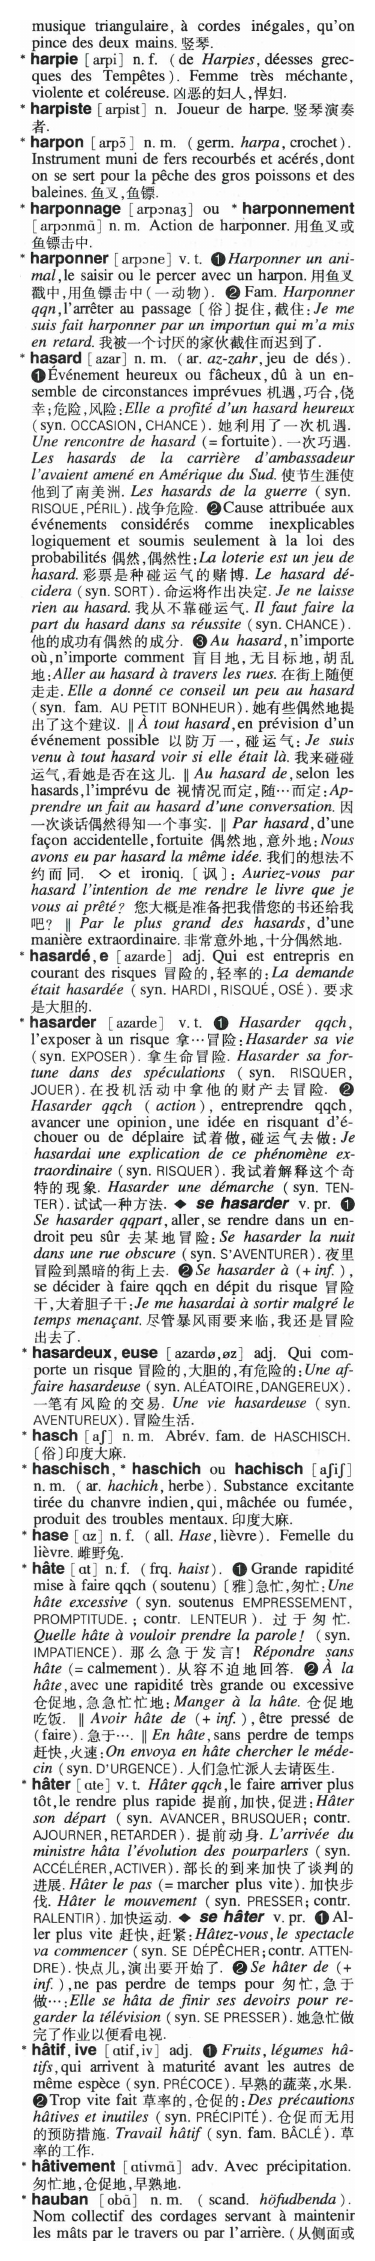 musique triangulaire, à cordes inégales, qu'on
pince des deux mains. 竖琴.
* harpie [arpi] n. f. (de Harpies, déesses grec-
ques des Tempêtes). Femme très méchante,
violente et coléreuse. 凶恶的妇人,悍妇.
* harpiste [arpist] n. Joueur de harpe. 竖琴演奏
者.
* harpon [arpɔ̃] n. m. (germ. harpa, crochet).
Instrument muni de fers recourbés et acérés,dont
on se sert pour la pêche des gros poissons et des
baleines. 鱼叉,鱼镖.
* harponnage [arpɔnaʒ] ou * harponnement
[arpɔnmɑ̃] n. m. Action de harponner. 用鱼叉或
鱼镖击中.
* harponner [arpɔne] v. t. ❶Harponner un ani-
mal,le saisir ou le percer avec un harpon. 用鱼叉
戳中,用鱼镖击中(一动物). ❷ Fam. Harponner
qqn,l'arrêter au passage〔俗〕捉住,截住:Je me
suis fait harponner par un importun qui m'a mis
en retard. 我被一个讨厌的家伙截住而迟到了.
* hasard [azar] n. m. (ar. az-zahr,jeu de dés).
❶Événement heureux ou fâcheux,dû à un en-
semble de circonstances imprévues 机遇,巧合,侥
幸;危险,风险:Elle a profité d'un hasard heureux
(syn. OCCASION, CHANCE). 她利用了一次机遇.
Une rencontre de hasard (= fortuite). 一次巧遇.
Les hasards de la carrière d'ambassadeur
l'avaient amené en Amérique du Sud. 使节生涯使
他到了南美洲. Les hasards de la guerre (syn.
RISQUE,PÉRIL). 战争危险. ❷Cause attribuée aux
événements considérés comme inexplicables
logiquement et soumis seulement à la loi des
probabilités 偶然,偶然性:La loterie est un jeu de
hasard. 彩票是种碰运气的赌博. Le hasard dé-
cidera (syn. SORT). 命运将作出决定. Je ne laisse
rien au hasard. 我从不靠碰运气. Il faut faire la
part du hasard dans sa réussite (syn. CHANCE).
他的成功有偶然的成分. ❸ Au hasard,n'importe
où,n'importe comment 盲目地,无目标地,胡乱
地:Aller au hasard à travers les rues. 在街上随便
走走. Elle a donné ce conseil un peu au hasard
(syn. fam. AU PETIT BONHEUR). 她有些偶然地提
出了这个建议. ‖ À tout hasard,en prévision d'un
événement possible 以防万一,碰运气:Je suis
venu à tout hasard voir si elle était là. 我来碰碰
运气,看她是否在这儿. ‖ Au hasard de,selon les
hasards,l'imprévu de 视情况而定,随…而定:Ap-
prendre un fait au hasard d'une conversation. 因
一次谈话偶然得知一个事实. ‖ Par hasard,d'une
façon accidentelle,fortuite 偶然地,意外地:Nous
avons eu par hasard la même idée. 我们的想法不
约而同. ◇ et ironiq. 〔讽〕: Auriez-vous par
hasard l'intention de me rendre le livre que je
vous ai prêté? 您大概是准备把我借您的书还给我
吧? ‖ Par le plus grand des hasards, d'une
manière extraordinaire. 非常意外地,十分偶然地.
* hasardé,e [azarde] adj. Qui est entrepris en
courant des risques 冒险的,轻率的:La demande
était hasardée (syn. HARDI,RISQUÉ,OSÉ). 要求
是大胆的.
* hasarder [azarde] v. t. ❶ Hasarder qqch,
l'exposer à un risque 拿…冒险:Hasarder sa vie
(syn. EXPOSER). 拿生命冒险. Hasarder sa for-
tune dans des spéculations (syn. RISQUER,
JOUER). 在投机活动中拿他的财产去冒险. ❷
Hasarder qqch (action), entreprendre qqch,
avancer une opinion,une idée en risquant d'é-
chouer ou de déplaire 试着做,碰运气去做:Je
hasardai une explication de ce phénomène ex-
traordinaire (syn. RISQUER). 我试着解释这个奇
特的现象. Hasarder une démarche (syn. TEN-
TER). 试试一种方法. ◆ se hasarder v. pr. ❶
Se hasarder qqpart,aller,se rendre dans un en-
droit peu sûr 去某地冒险:Se hasarder la nuit
dans une rue obscure (syn. S'AVENTURER). 夜里
冒险到黑暗的街上去. ❷Se hasarder à (+ inf.),
se décider à faire qqch en dépit du risque 冒险
干,大着胆子干:Je me hasardai à sortir malgré le
temps menaçant. 尽管暴风雨要来临,我还是冒险
出去了.
* hasardeux, euse [azardø,øz] adj. Qui com-
porte un risque 冒险的,大胆的,有危险的:Une af-
faire hasardeuse (syn. ALÉATOIRE,DANGEREUX).
一笔有风险的交易. Une vie hasardeuse (syn.
AVENTUREUX). 冒险生活.
* hasch [aʃ] n. m. Abrév. fam. de HASCHISCH.
〔俗〕印度大麻.
* haschisch, * haschich ou hachisch [aʃiʃ]
n. m. (ar. hachich, herbe). Substance excitante
tirée du chanvre indien,qui,mâchée ou fumée,
produit des troubles mentaux. 印度大麻.
* hase [ɑz] n. f. (all. Hase,lièvre). Femelle du
lièvre. 雌野兔.
* hâte [ɑt] n. f. (frq. haist). ❶ Grande rapidité
mise à faire qqch (soutenu)〔雅〕急忙,匆忙:Une
hâte excessive (syn. soutenus EMPRESSEMENT,
PROMPTITUDE. ; contr. LENTEUR). 过于匆忙.
Quelle hâte à vouloir prendre la parole! (syn.
IMPATIENCE). 那么急于发言! Répondre sans
hâte (= calmement). 从容不迫地回答. ❷ À la
hâte,avec une rapidité très grande ou excessive
仓促地,急急忙忙地:Manger à la hâte. 仓促地
吃饭. ‖ Avoir hâte de (+ inf.),être pressé de
(faire). 急于…. ‖ En hâte,sans perdre de temps
赶快,火速:On envoya en hâte chercher le méde-
cin (syn. D'URGENCE). 人们急忙派人去请医生.
* hâter [ɑte] v. t. Hâter qqch,le faire arriver plus
tôt,le rendre plus rapide 提前,加快,促进:Hâter
son départ (syn. AVANCER, BRUSQUER; contr.
AJOURNER,RETARDER). 提前动身. L'arrivée du
ministre hâta l'évolution des pourparlers (syn.
ACCÉLÉRER,ACTIVER). 部长的到来加快了谈判的
进展. Hâter le pas (= marcher plus vite). 加快步
伐. Hâter le mouvement (syn. PRESSER; contr.
RALENTIR). 加快运动. ◆ se hâter v. pr. ❶Al-
ler plus vite 赶快,赶紧:Hâtez-vous,le spectacle
va commencer (syn. SE DÉPÊCHER;contr. ATTEN-
DRE). 快点儿,演出要开始了. ❷Se hâter de (+
inf.),ne pas perdre de temps pour 匆忙,急于
做…:Elle se hâta de finir ses devoirs pour re-
garder la télévision (syn. SE PRESSER). 她急忙做
完了作业以便看电视.
* hâtif, ive [ɑtif,iv] adj. ❶ Fruits, légumes hâ-
tifs,qui arrivent à maturité avant les autres de
même espèce (syn. PRÉCOCE). 早熟的蔬菜,水果.
❷Trop vite fait 草率的,仓促的:Des précautions
hâtives et inutiles (syn. PRÉCIPITÉ). 仓促而无用
的预防措施. Travail hâtif (syn. fam. BÂCLÉ). 草
率的工作.
* hâtivement [ɑtivmɑ̃] adv. Avec précipitation.
匆忙地,仓促地,早熟地.
* hauban [obɑ̃] n. m. (scand. höfudbenda).
Nom collectif des cordages servant à maintenir
les mâts par le travers ou par l'arrière. (从侧面或